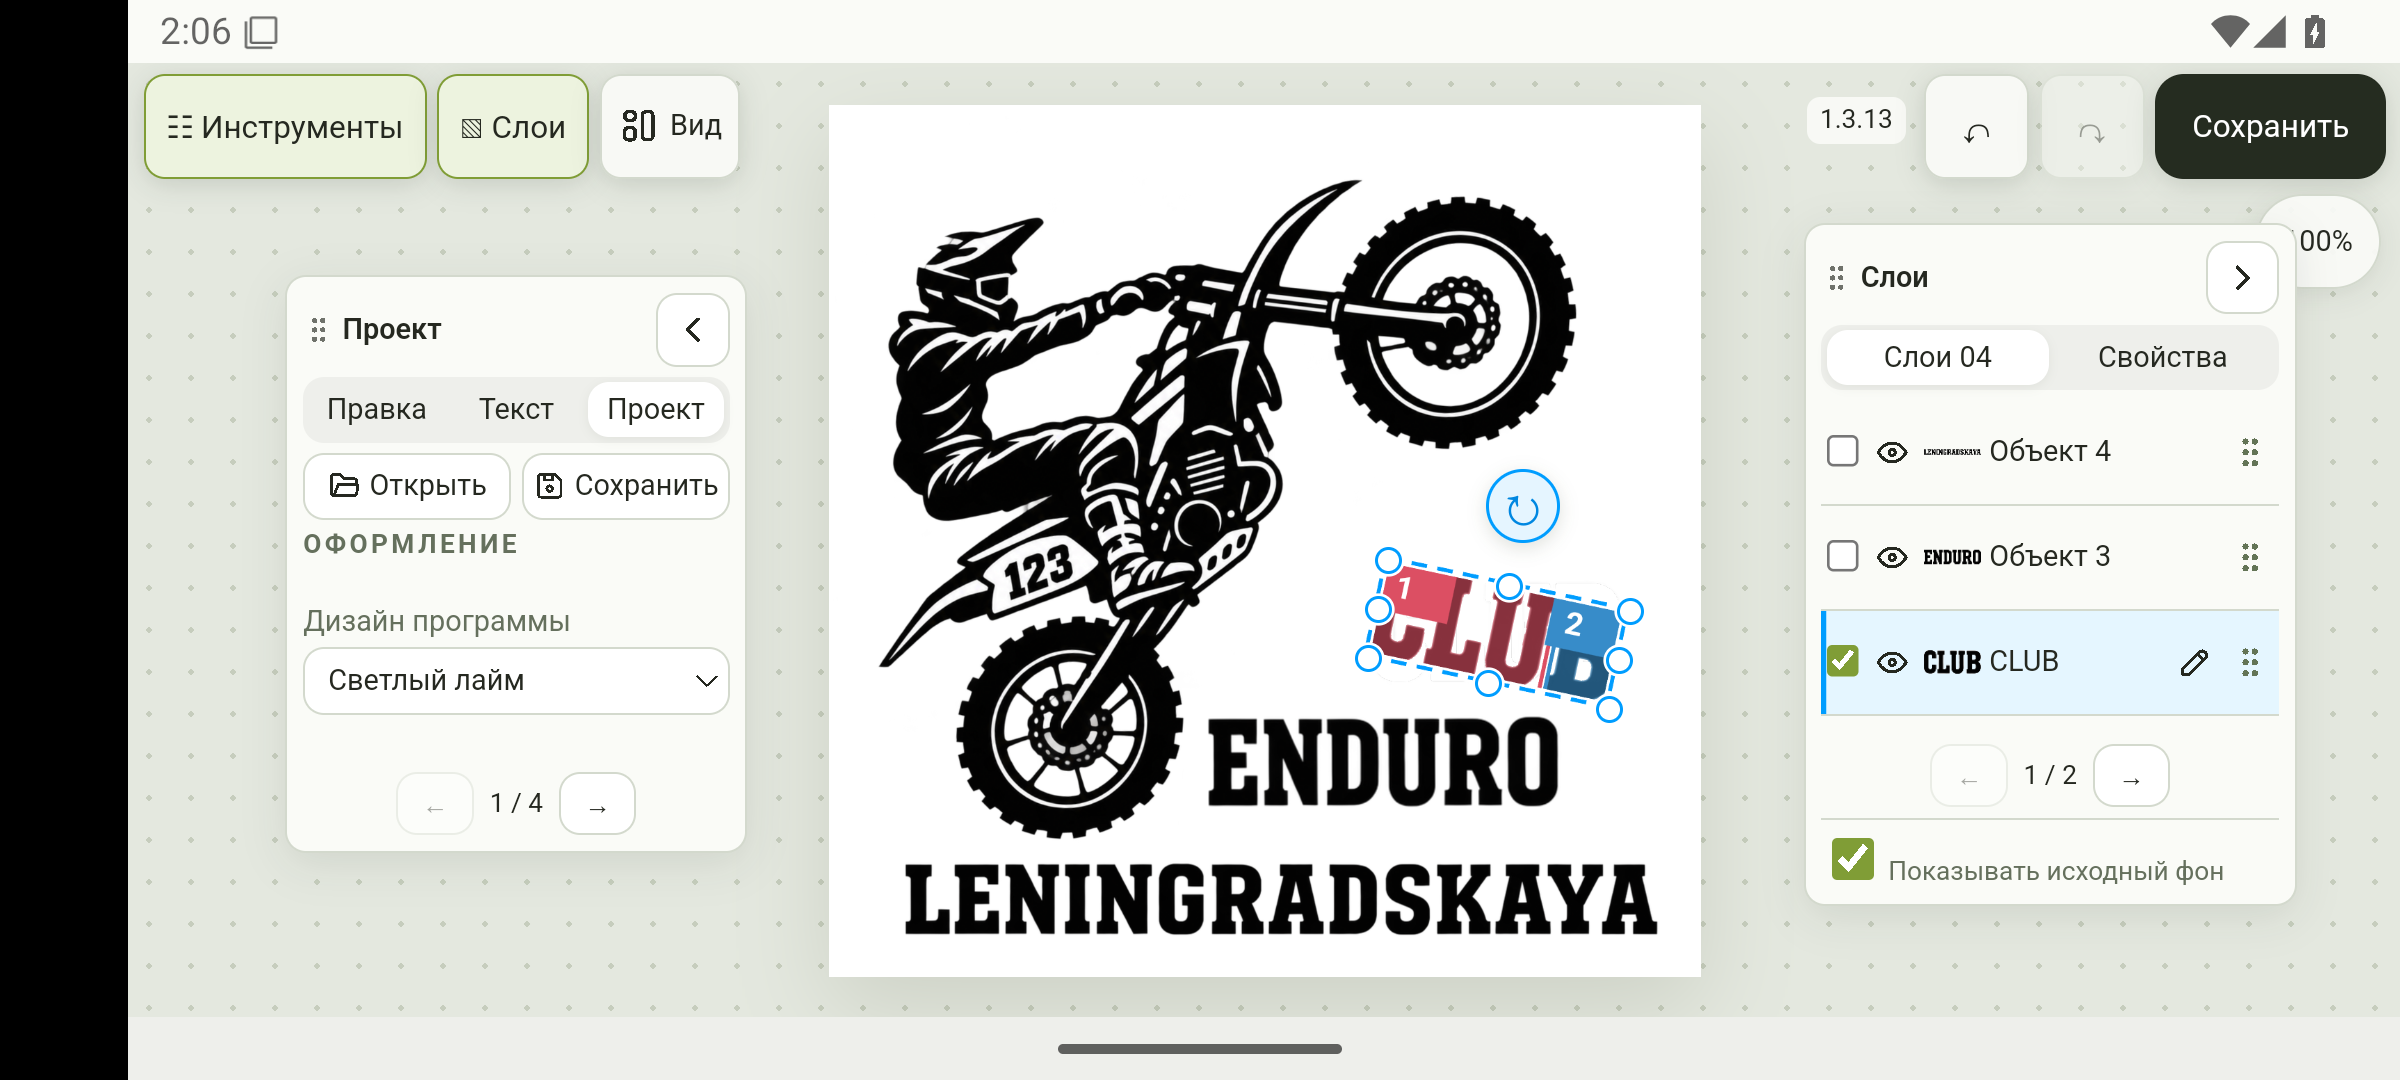 2:06
Инструменты
Слои
Вид
1.3.13
Сохранить
00%
Проект
Правка Текст Проект
Открыть Сохранить
ОФОРМЛЕНИЕ
Дизайн программы
Светлый лайм
← 1 / 4 →
123
1
2
CLUB
ENDURO
LENINGRADSKAYA
Слои
Слои 04 Свойства
LENINGRADSKAYA Объект 4
ENDURO Объект 3
CLUB CLUB
← 1 / 2 →
Показывать исходный фон